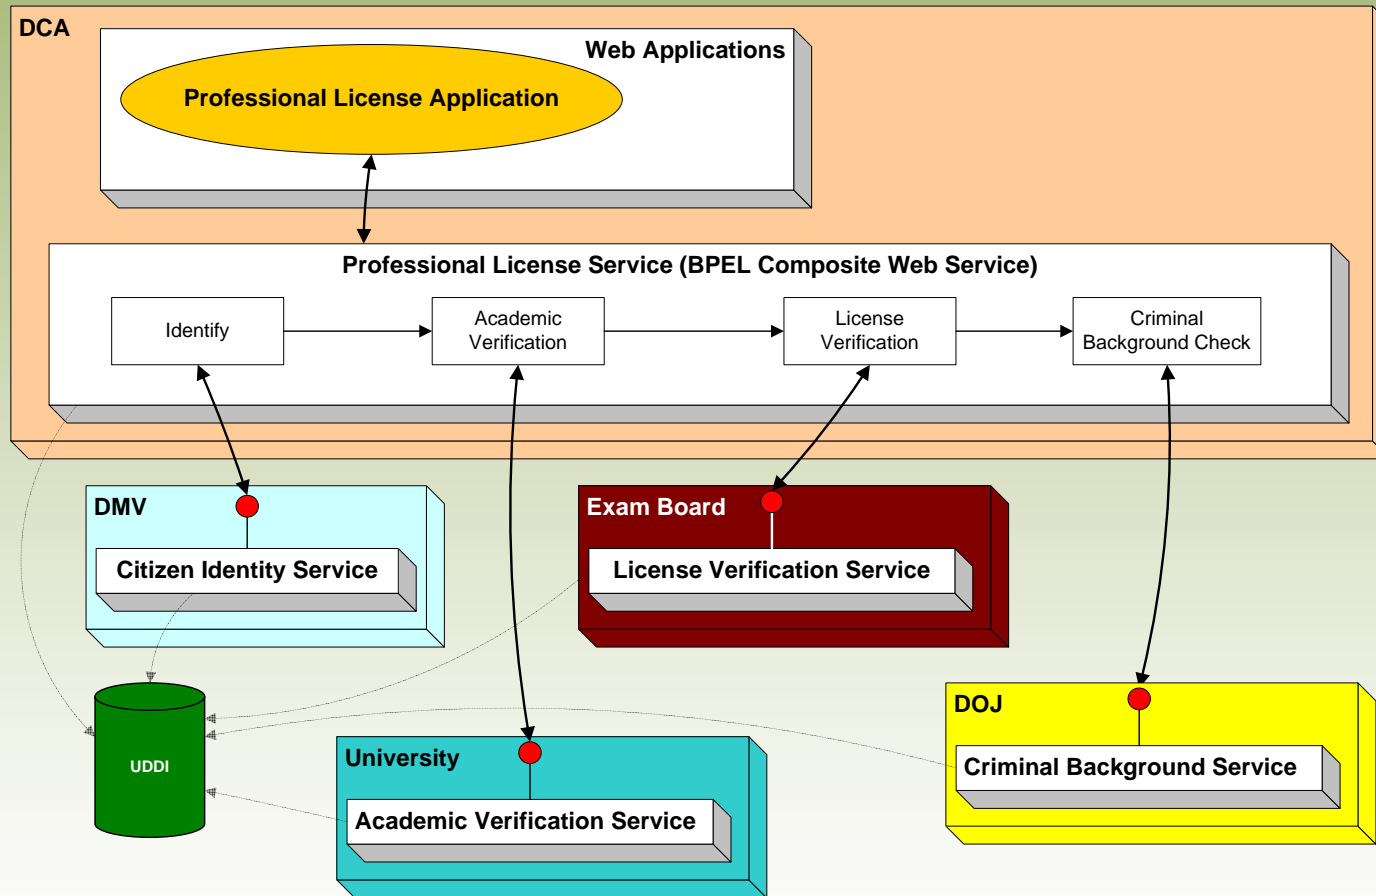 DCA
Web Applications
Professional License Application
Professional License Service (BPEL Composite Web Service)
Identify
Academic
Verification
License
Verification
Criminal
Background Check
DMV
Citizen Identity Service
Exam Board
License Verification Service
UDDI
University
Academic Verification Service
DOJ
Criminal Background Service